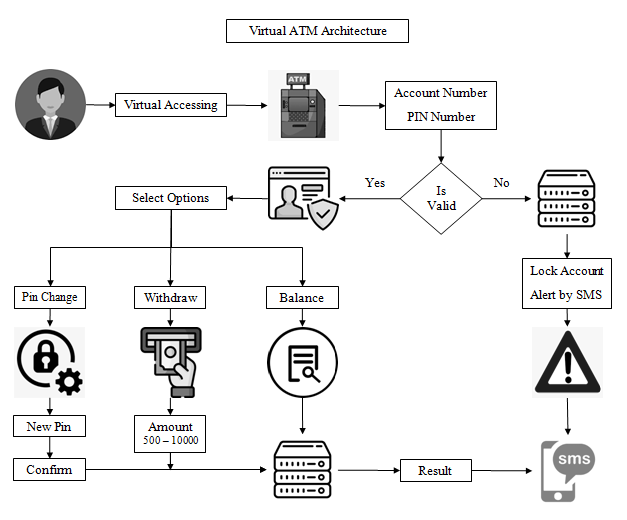 Virtual ATM Architecture
Virtual Accessing
ATM
Account Number
PIN Number
Is
Valid
Yes
No
Select Options
Lock Account
Alert by SMS
Pin Change
Withdraw
Balance
New Pin
Amount
500 – 10000
Confirm
Result
sms